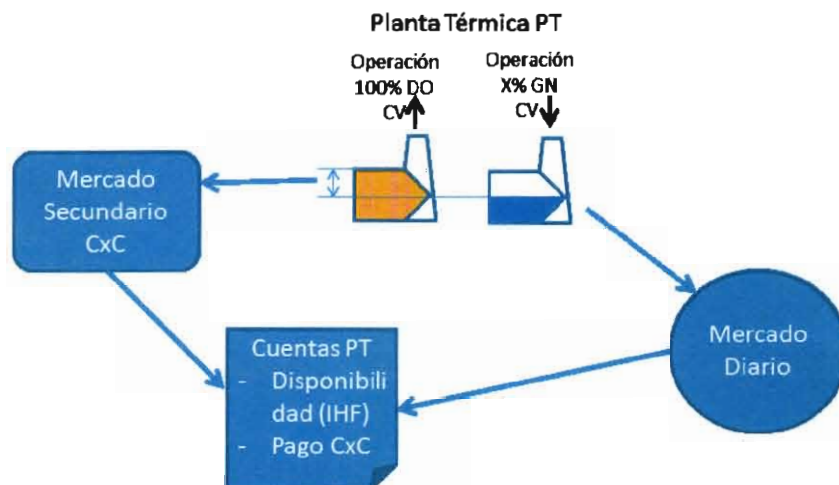 Planta Térmica PT
Operación
100% DO
CV
Operación
X% GN
CV
Mercado
Secundario
CxC
Cuentas PT
- Disponibili
dad (IHF)
- Pago CxC
Mercado
Diario